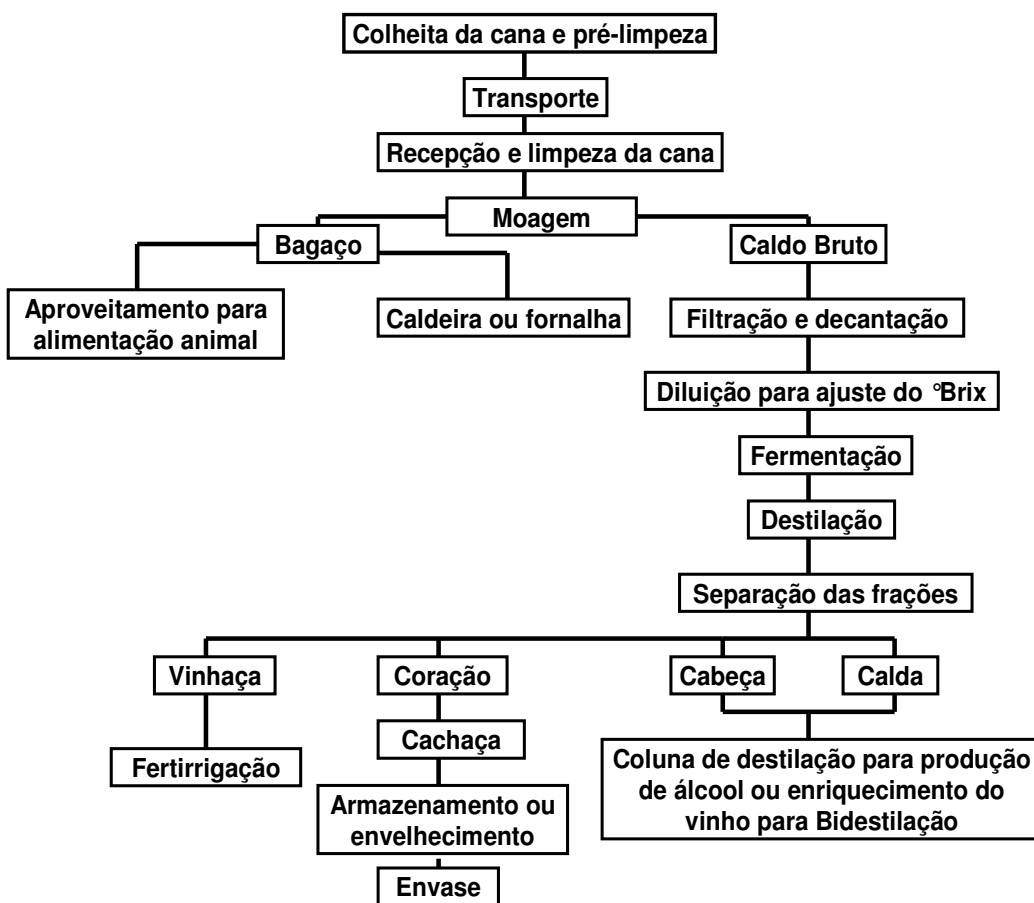 Colheita da cana e pré-limpeza
Transporte
Recepção e limpeza da cana
Moagem
Bagaço
Caldo Bruto
Aproveitamento para
alimentação animal
Caldeira ou fornalha
Filtração e decantação
Diluição para ajuste do °Brix
Fermentação
Destilação
Separação das frações
Vinhaça
Coração
Cabeça
Calda
Fertirrigação
Cachaça
Coluna de destilação para produção
de álcool ou enriquecimento do
vinho para Bidestilação
Armazenamento ou
envelhecimento
Envase